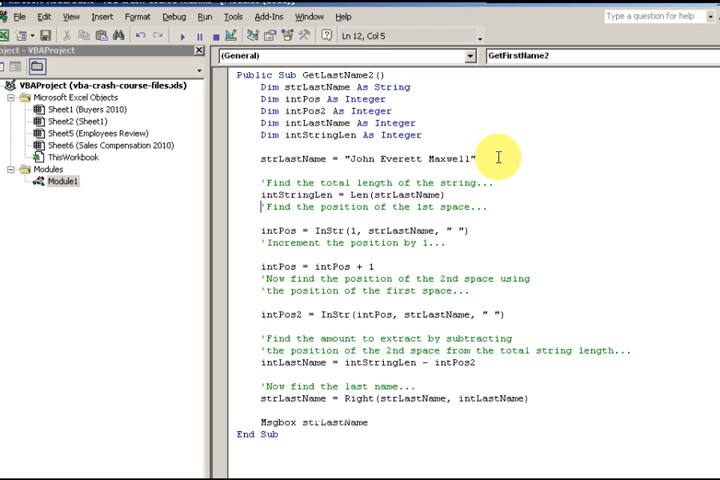 File Edit View Insert Format Debug Run Tools Add-Ins Window Help
Type a question for help
Ln 12, Col 5
oject - VBAProject
(General)
GetFirstName2
VBAProject (vba-crash-course-files.xls)
Microsoft Excel Objects
Sheet1 (Buyers 2010)
Sheet2 (Sheet1)
Sheet5 (Employees Review)
Sheet6 (Sales Compensation 2010)
ThisWorkbook
Modules
Module1
Public Sub GetLastName2()
Dim strLastName As String
Dim intPos As Integer
Dim intPos2 As Integer
Dim intLastName As Integer
Dim intStringLen As Integer
strLastName = "John Everett Maxwell"
'Find the total length of the string...
intStringLen = Len(strLastName)
'Find the position of the 1st space...
intPos = InStr(1, strLastName, " ")
'Increment the position by 1...
intPos = intPos + 1
'Now find the position of the 2nd space using
'the position of the first space...
intPos2 = InStr(intPos, strLastName, " ")
'Find the amount to extract by subtracting
'the position of the 2nd space from the total string length...
intLastName = intStringLen - intPos2
'Now find the last name...
strLastName = Right(strLastName, intLastName)
Msgbox strLastName
End Sub